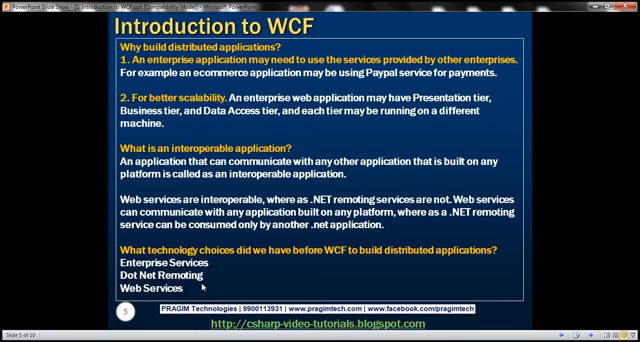 PowerPoint Slide Show - [1. Introduction to WCF.ppt [Compatibility Mode]] - Microsoft PowerPoint
Introduction to WCF
Why build distributed applications?
1. An enterprise application may need to use the services provided by other enterprises.
For example an ecommerce application may be using Paypal service for payments.
2. For better scalability. An enterprise web application may have Presentation tier,
Business tier, and Data Access tier, and each tier may be running on a different
machine.
What is an interoperable application?
An application that can communicate with any other application that is built on any
platform is called as an interoperable application.
Web services are interoperable, where as .NET remoting services are not. Web services
can communicate with any application built on any platform, where as a .NET remoting
service can be consumed only by another .net application.
What technology choices did we have before WCF to build distributed applications?
Enterprise Services
Dot Net Remoting
Web Services
5
PRAGIM Technologies | 9900113931 | www.pragimtech.com | www.facebook.com/pragimtech
http://csharp-video-tutorials.blogspot.com
Slide 5 of 10